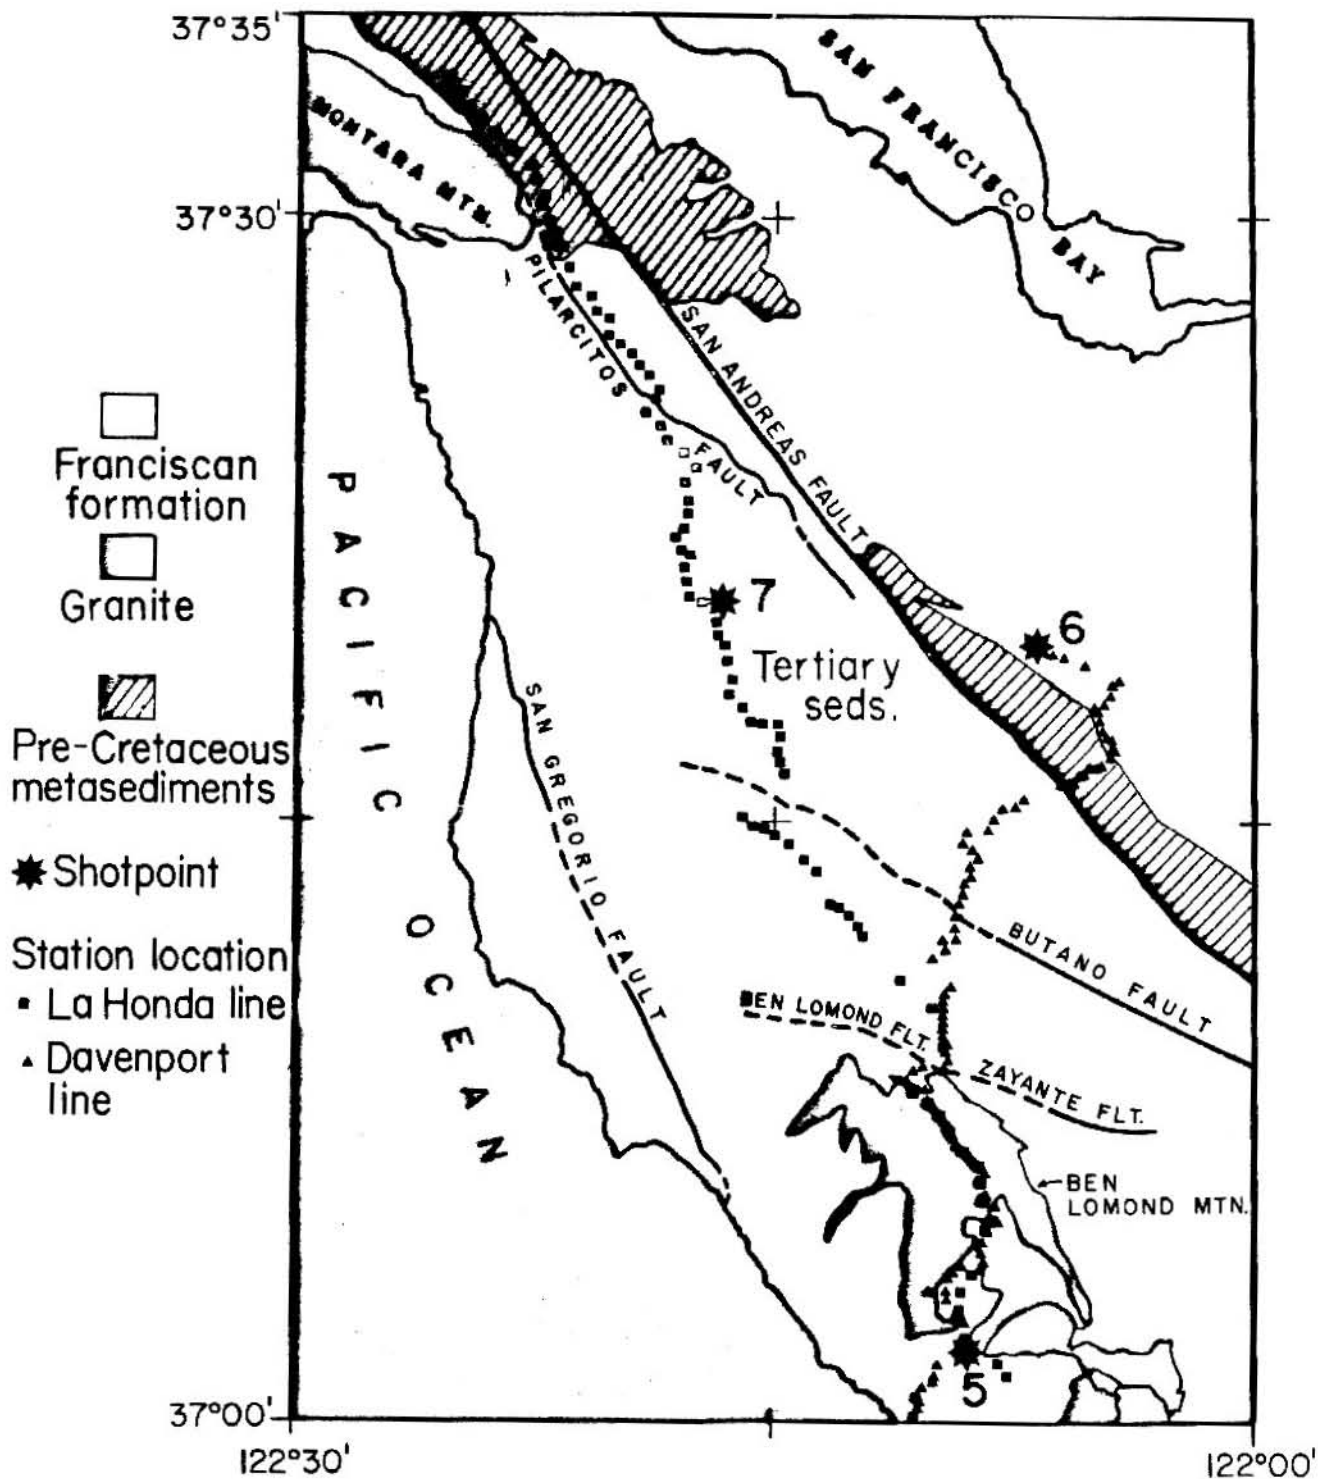 37°35'
SAN FRANCISCO
BAY
MONTARA MTN.
37°30'
PILARCITOS
FAULT
SAN ANDREAS FAULT
Franciscan
formation
Granite
Pre-Cretaceous
metasediments
Shotpoint
Station location
La Honda line
Davenport
line
PACIFIC
OCEAN
7
6
Tertiary
seds.
SAN GREGORIO FAULT
BUTANO FAULT
BEN LOMOND FLT.
ZAYANTE FLT.
BEN
LOMOND MTN.
5
37°00'
122°30'
122°00'